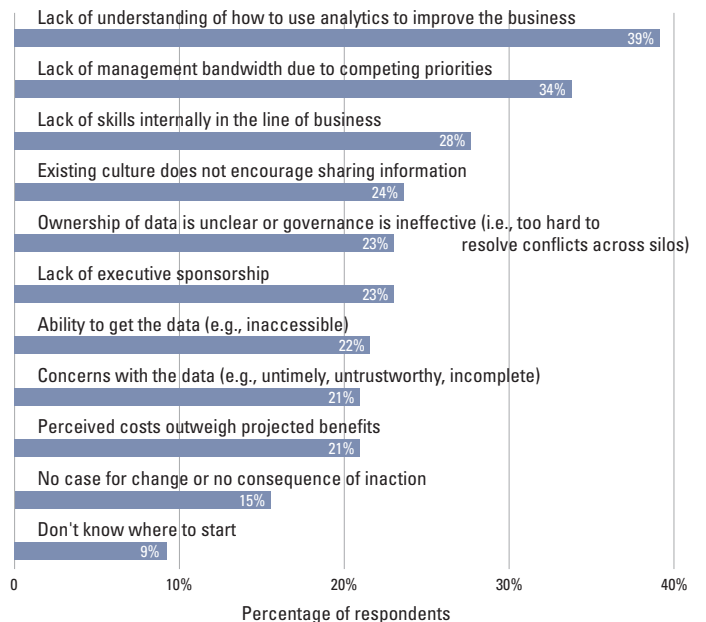 Lack of understanding of how to use analytics to improve the business
39%
Lack of management bandwidth due to competing priorities
34%
Lack of skills internally in the line of business
28%
Existing culture does not encourage sharing information
24%
Ownership of data is unclear or governance is ineffective (i.e., too hard to
23% resolve conflicts across silos)
Lack of executive sponsorship
23%
Ability to get the data (e.g., inaccessible)
22%
Concerns with the data (e.g., untimely, untrustworthy, incomplete)
21%
Perceived costs outweigh projected benefits
21%
No case for change or no consequence of inaction
15%
Don't know where to start
9%
0 10% 20% 30% 40%
Percentage of respondents